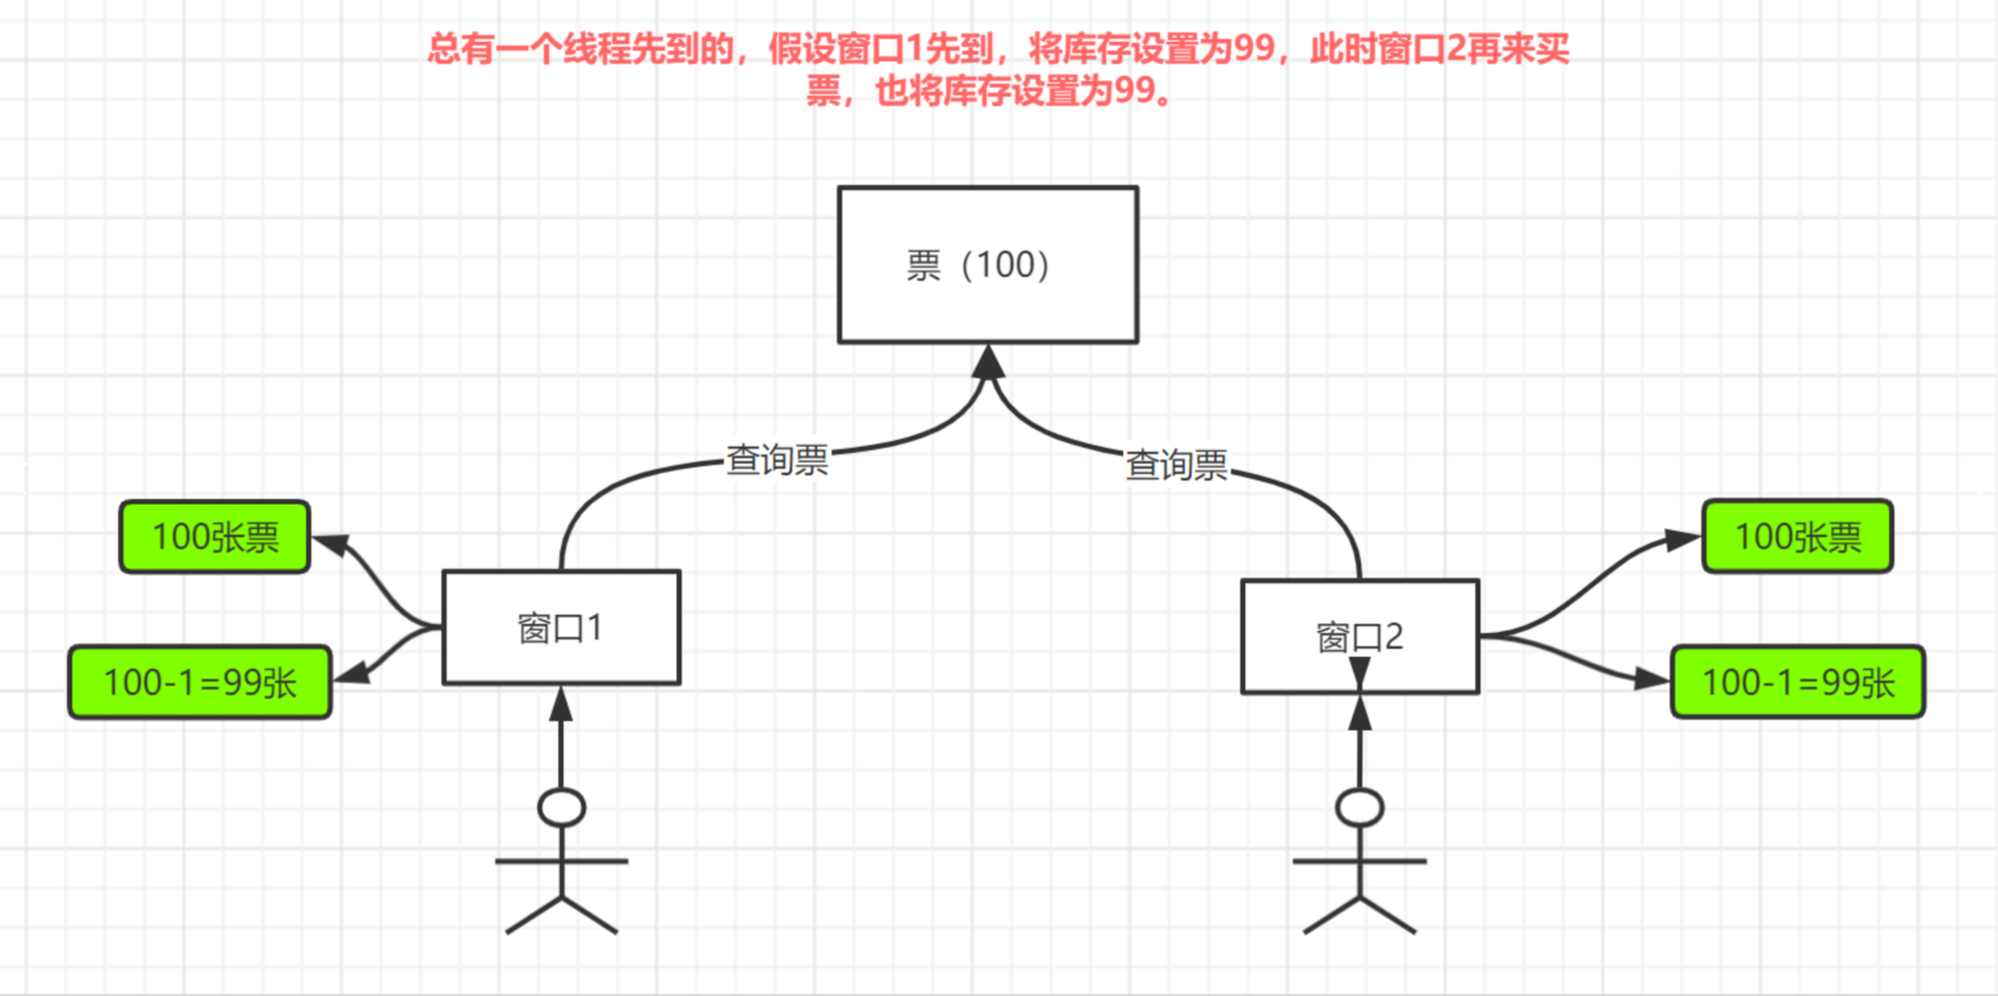 总有一个线程先到的，假设窗口1先到，将库存设置为99，此时窗口2再来买
票，也将库存设置为99。
票（100）
查询票
查询票
100张票
100张票
窗口1
窗口2
100-1=99张
100-1=99张